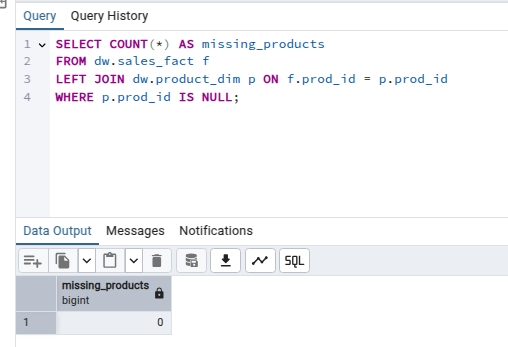 Query Query History
1 SELECT COUNT(*) AS missing_products
2 FROM dw.sales_fact f
3 LEFT JOIN dw.product_dim p ON f.prod_id = p.prod_id
4 WHERE p.prod_id IS NULL;
Data Output Messages Notifications
SQL
missing_products
bigint
1 0